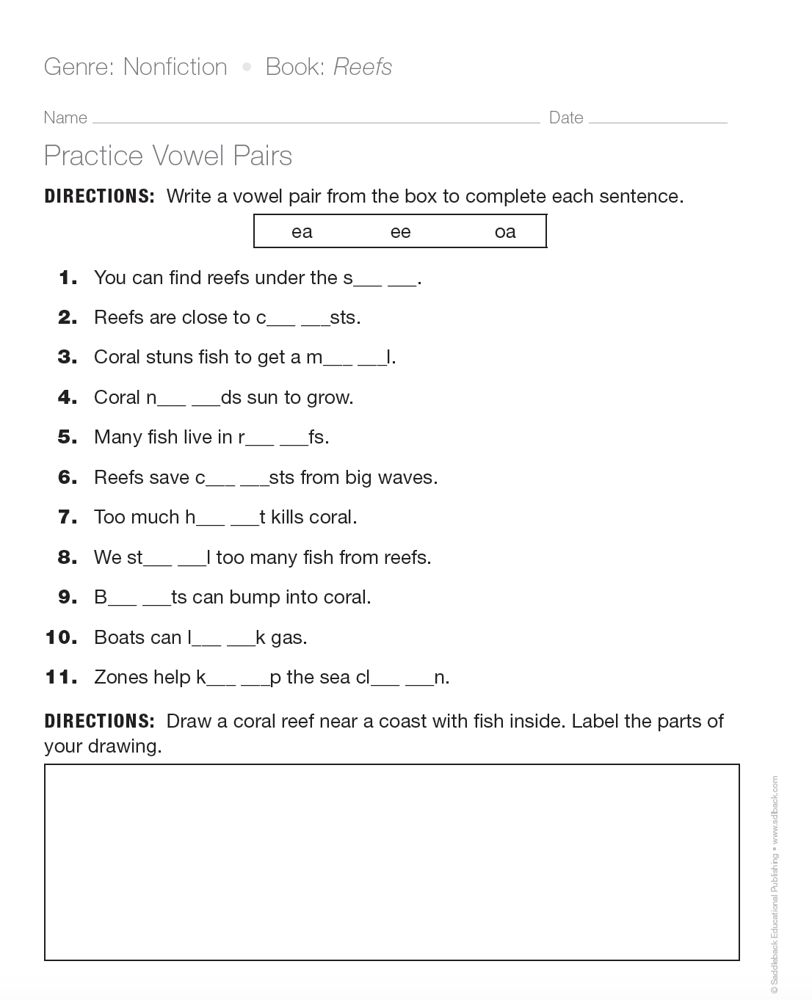 Genre: Nonfiction • Book: Reefs
Name ______ Date ______
Practice Vowel Pairs
DIRECTIONS: Write a vowel pair from the box to complete each sentence.
ea ee oa
1. You can find reefs under the s___ ___.
2. Reefs are close to c___ ___sts.
3. Coral stuns fish to get a m___ ___l.
4. Coral n___ ___ds sun to grow.
5. Many fish live in r___ ___fs.
6. Reefs save c___ ___sts from big waves.
7. Too much h___ ___t kills coral.
8. We st___ ___l too many fish from reefs.
9. B___ ___ts can bump into coral.
10. Boats can l___ ___k gas.
11. Zones help k___ ___p the sea cl___ ___n.
DIRECTIONS: Draw a coral reef near a coast with fish inside. Label the parts of
your drawing.
© Saddleback Educational Publishing • www.sdlback.com